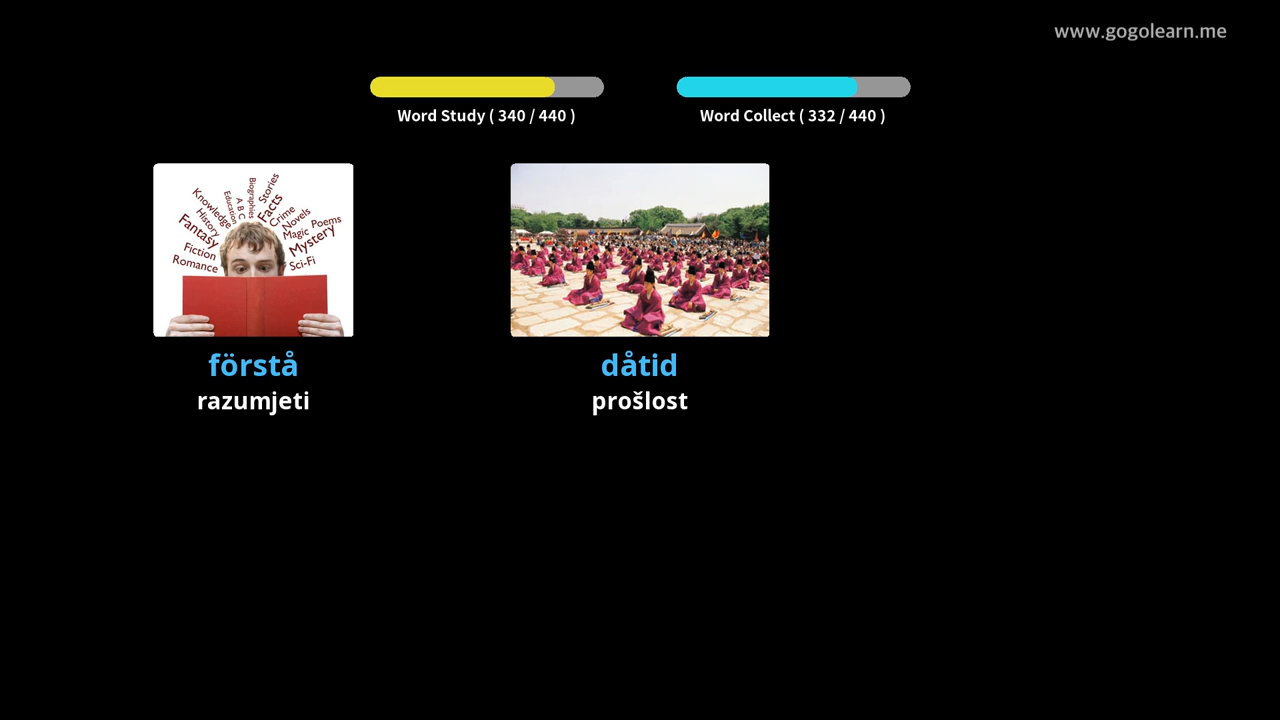 www.gogolearn.me
Word Study ( 340 / 440 )
Word Collect ( 332 / 440 )
Biographies
Stories
Education
A B C
Facts
Knowledge
Crime
History
Novels
Fantasy
Magic
Poems
Mystery
Fiction
Romance
Sci-Fi
förstå
razumjeti
dåtid
prošlost